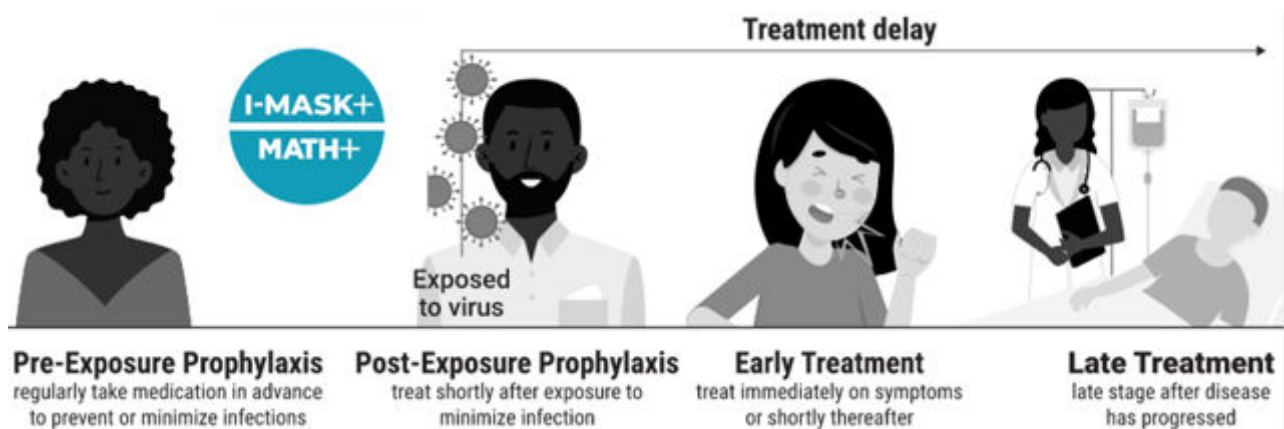 Treatment delay
I-MASK+
MATH+
Exposed
to virus
Pre-Exposure Prophylaxis
regularly take medication in advance
to prevent or minimize infections
Post-Exposure Prophylaxis
treat shortly after exposure to
minimize infection
Early Treatment
treat immediately on symptoms
or shortly thereafter
Late Treatment
late stage after disease
has progressed